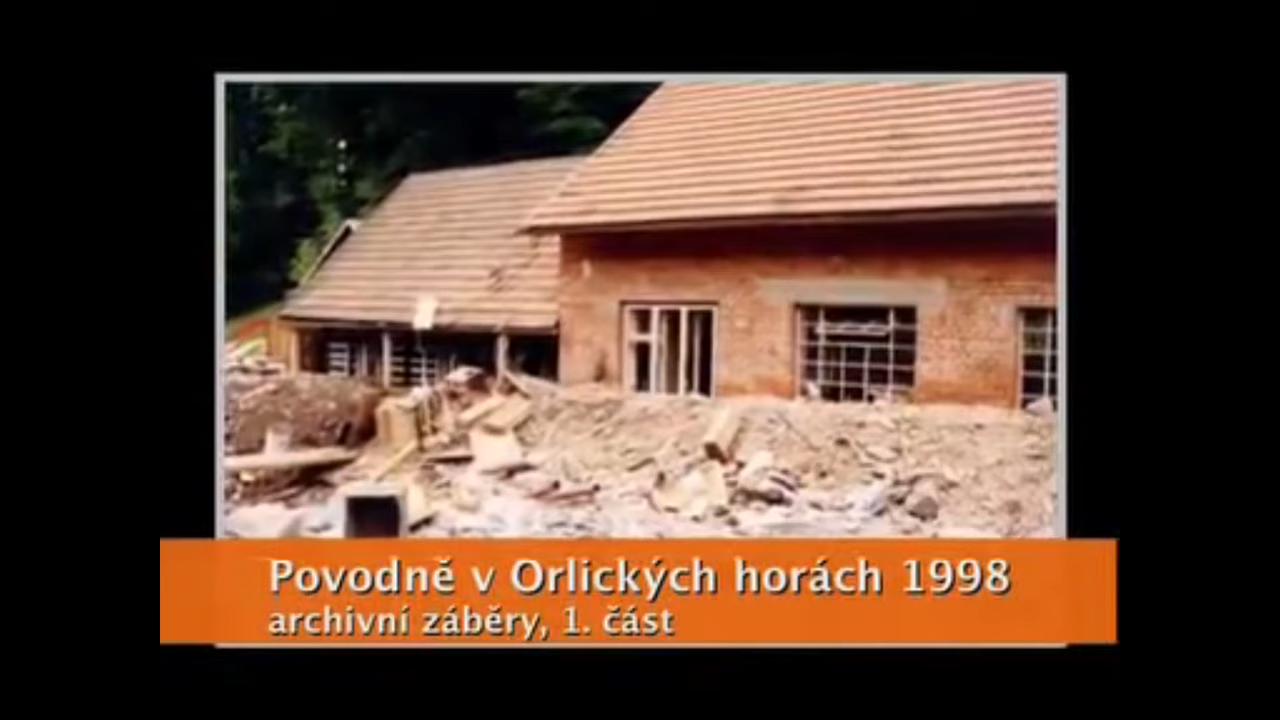 Povodně v Orlických horách 1998
archivní záběry, 1. část